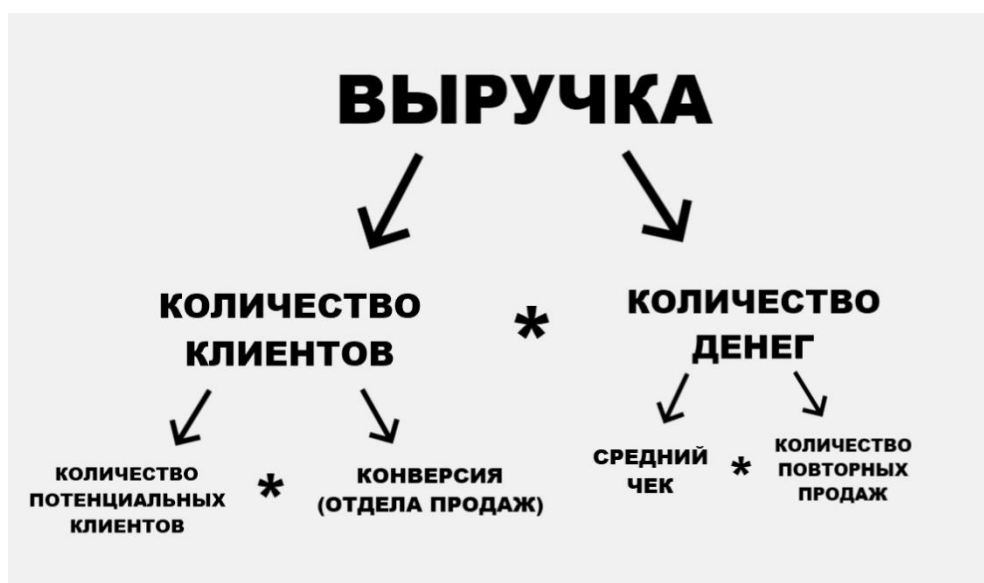 ВЫРУЧКА
КОЛИЧЕСТВО
КЛИЕНТОВ
*
КОЛИЧЕСТВО
ДЕНЕГ
КОЛИЧЕСТВО
ПОТЕНЦИАЛЬНЫХ
КЛИЕНТОВ
*
КОНВЕРСИЯ
(ОТДЕЛА ПРОДАЖ)
СРЕДНИЙ
ЧЕК
*
КОЛИЧЕСТВО
ПОВТОРНЫХ
ПРОДАЖ